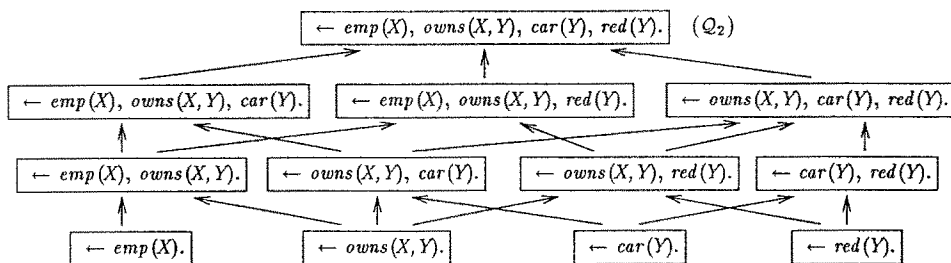 ← emp(X), owns(X,Y), car(Y), red(Y). (Q₂)
← emp(X), owns(X,Y), car(Y). ← emp(X), owns(X,Y), red(Y). ← owns(X,Y), car(Y), red(Y).
← emp(X), owns(X,Y). ← owns(X,Y), car(Y). ← owns(X,Y), red(Y). ← car(Y), red(Y).
← emp(X). ← owns(X,Y). ← car(Y). ← red(Y).